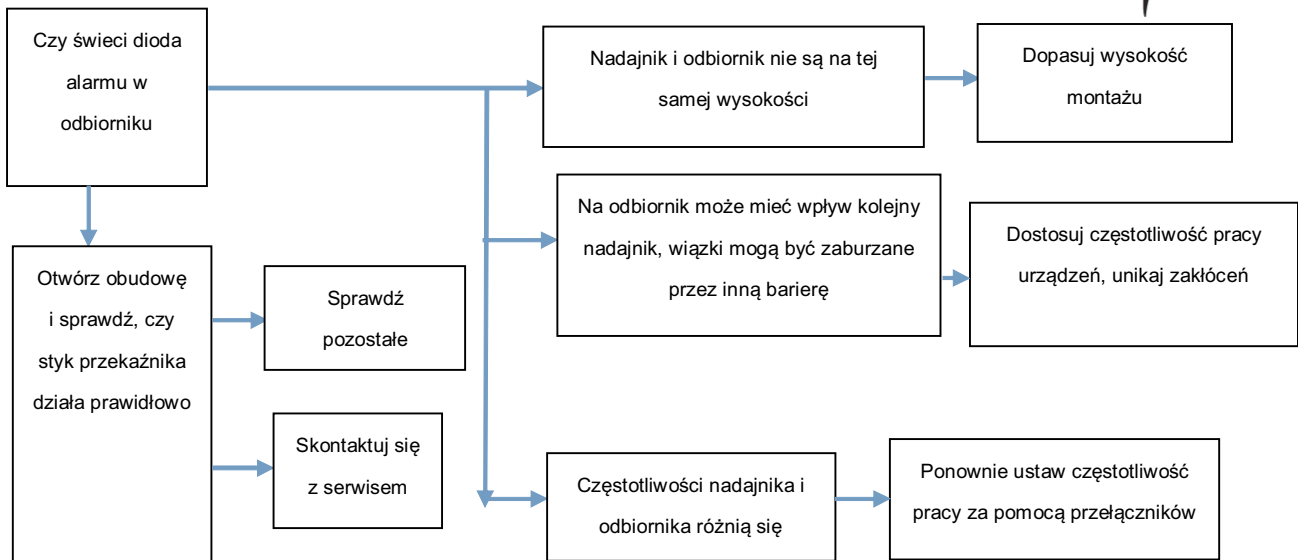 Czy świeci dioda
alarmu w
odbiorniku
Nadajnik i odbiornik nie są na tej
samej wysokości
Dopasuj wysokość
montażu
Na odbiornik może mieć wpływ kolejny
nadajnik, wiązki mogą być zaburzane
przez inną barierę
Dostosuj częstotliwość pracy
urządzeń, unikaj zakłóceń
Otwórz obudowę
i sprawdź, czy
styk przekaźnika
działa prawidłowo
Sprawdź
pozostałe
Skontaktuj się
z serwisem
Częstotliwości nadajnika i
odbiornika różnią się
Ponownie ustaw częstotliwość
pracy za pomocą przełączników